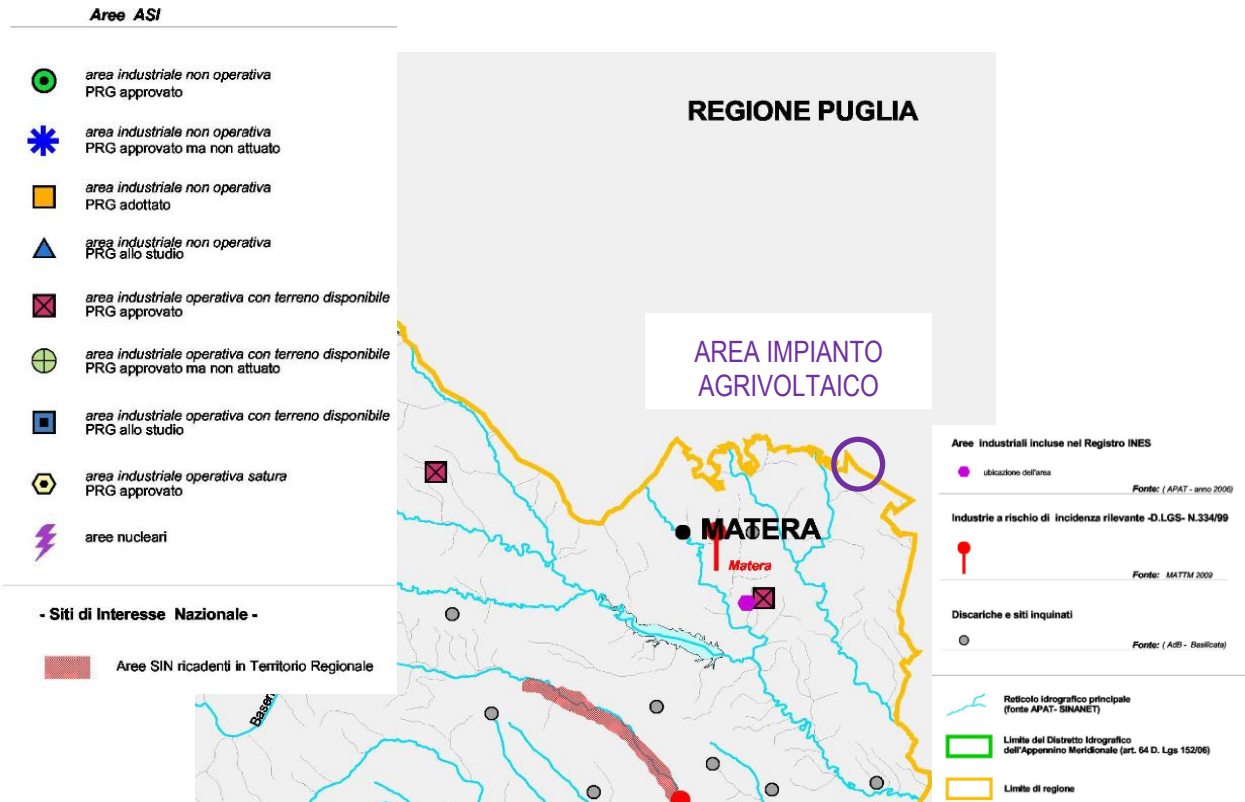 Aree ASI
area industriale non operativa
PRG approvato
area industriale non operativa
PRG approvato ma non attuato
area industriale non operativa
PRG adottato
area industriale non operativa
PRG allo studio
area industriale operativa con terreno disponibile
PRG approvato
area industriale operativa con terreno disponibile
PRG approvato ma non attuato
area industriale operativa con terreno disponibile
PRG allo studio
area industriale operativa satura
PRG approvato
aree nucleari
- Siti di Interesse Nazionale -
Aree SIN ricadenti in Territorio Regionale
REGIONE PUGLIA
AREA IMPIANTO
AGRIVOLTAICO
MATERA
Matera
Aree industriali incluse nel Registro INES
ubicazione dell'area
Fonte: ( APAT - anno 2006)
Industrie a rischio di incidenza rilevante -D.LGS- N.334/99
Fonte: MATTM 2009
Discariche e siti inquinati
Fonte: ( AdB - Basilicata)
Reticolo idrografico principale
(fonte APAT- SINANET)
Limite del Distretto Idrografico
dell'Appennino Meridionale (art. 64 D. Lgs 152/06)
Limite di regione